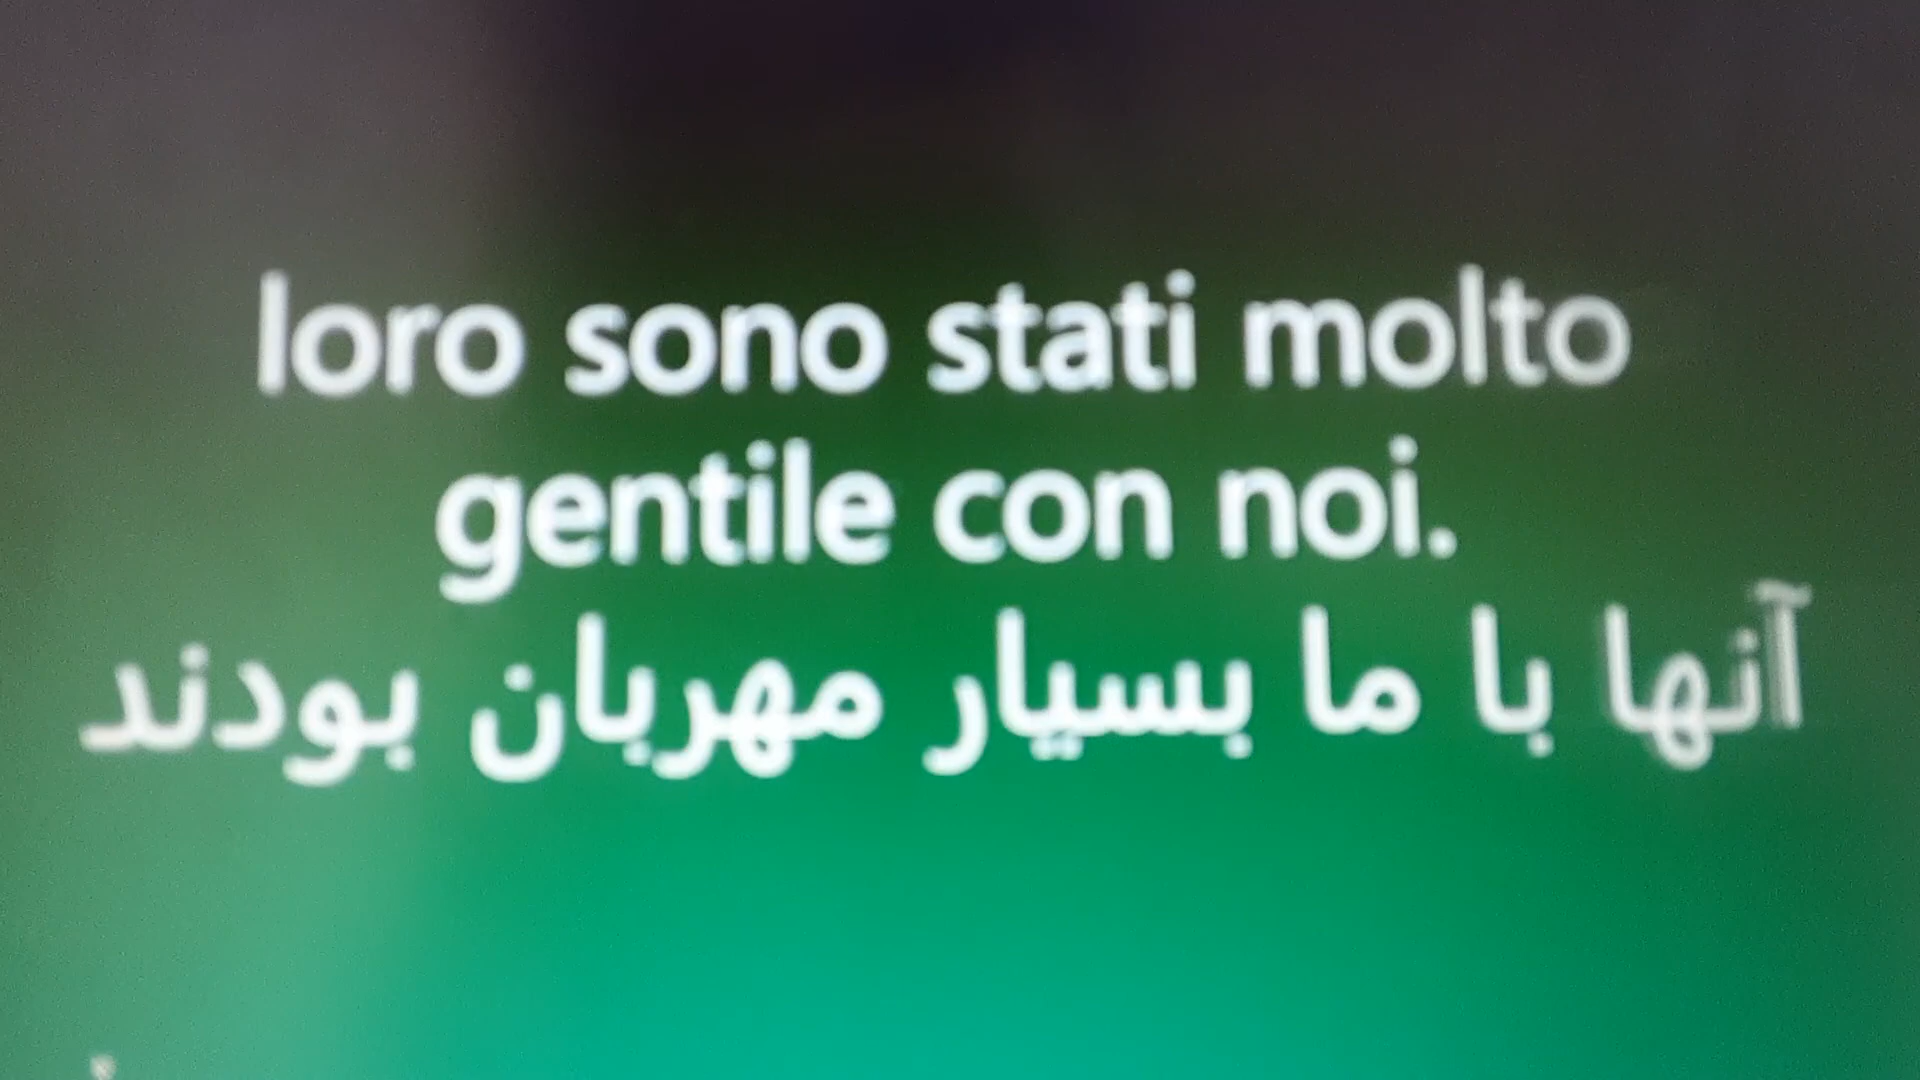 loro sono stati molto
gentile con noi.
آنها با ما بسیار مهربان بودند